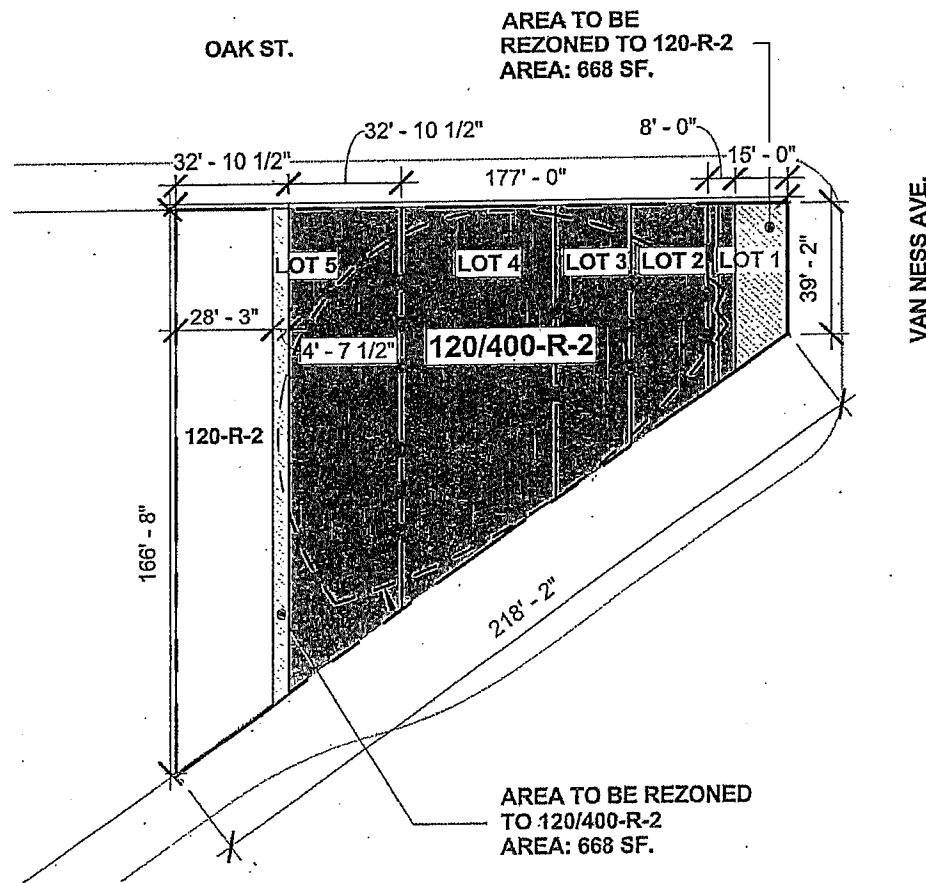 AREA TO BE
REZONED TO 120-R-2
AREA: 668 SF.
OAK ST.
32' - 10 1/2"
8' - 0"
32' - 10 1/2"
177' - 0"
15' - 0"
VAN NESS AVE.
LOT 5
LOT 4
LOT 3
LOT 2
LOT 1
39' - 2"
28' - 3"
4' - 7 1/2"
120/400-R-2
120-R-2
166' - 8"
218' - 2"
AREA TO BE REZONED
TO 120/400-R-2
AREA: 668 SF.